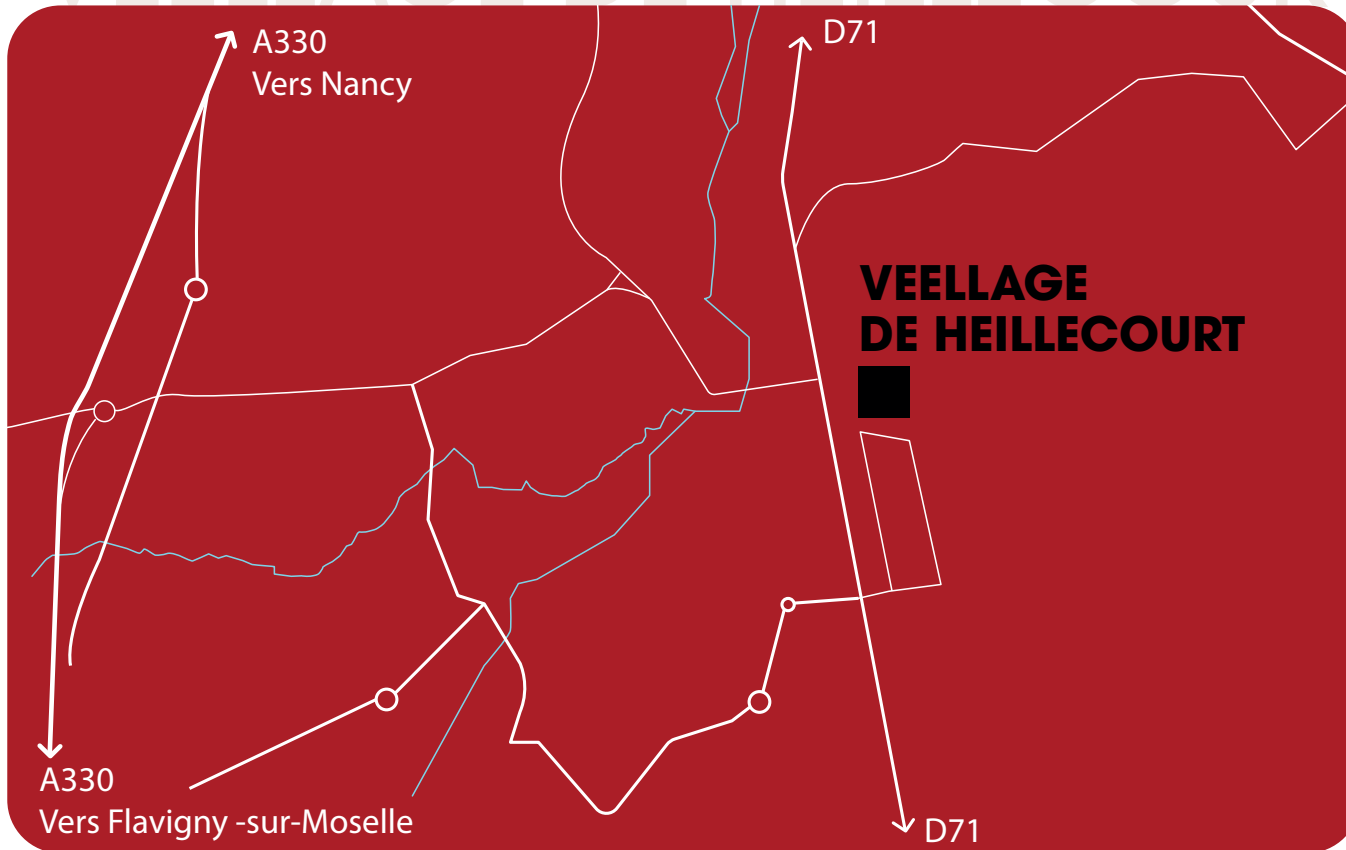 A330
Vers Nancy
D71
VEELLAGE
DE HEILLECOURT
A330
Vers Flavigny -sur-Moselle
D71